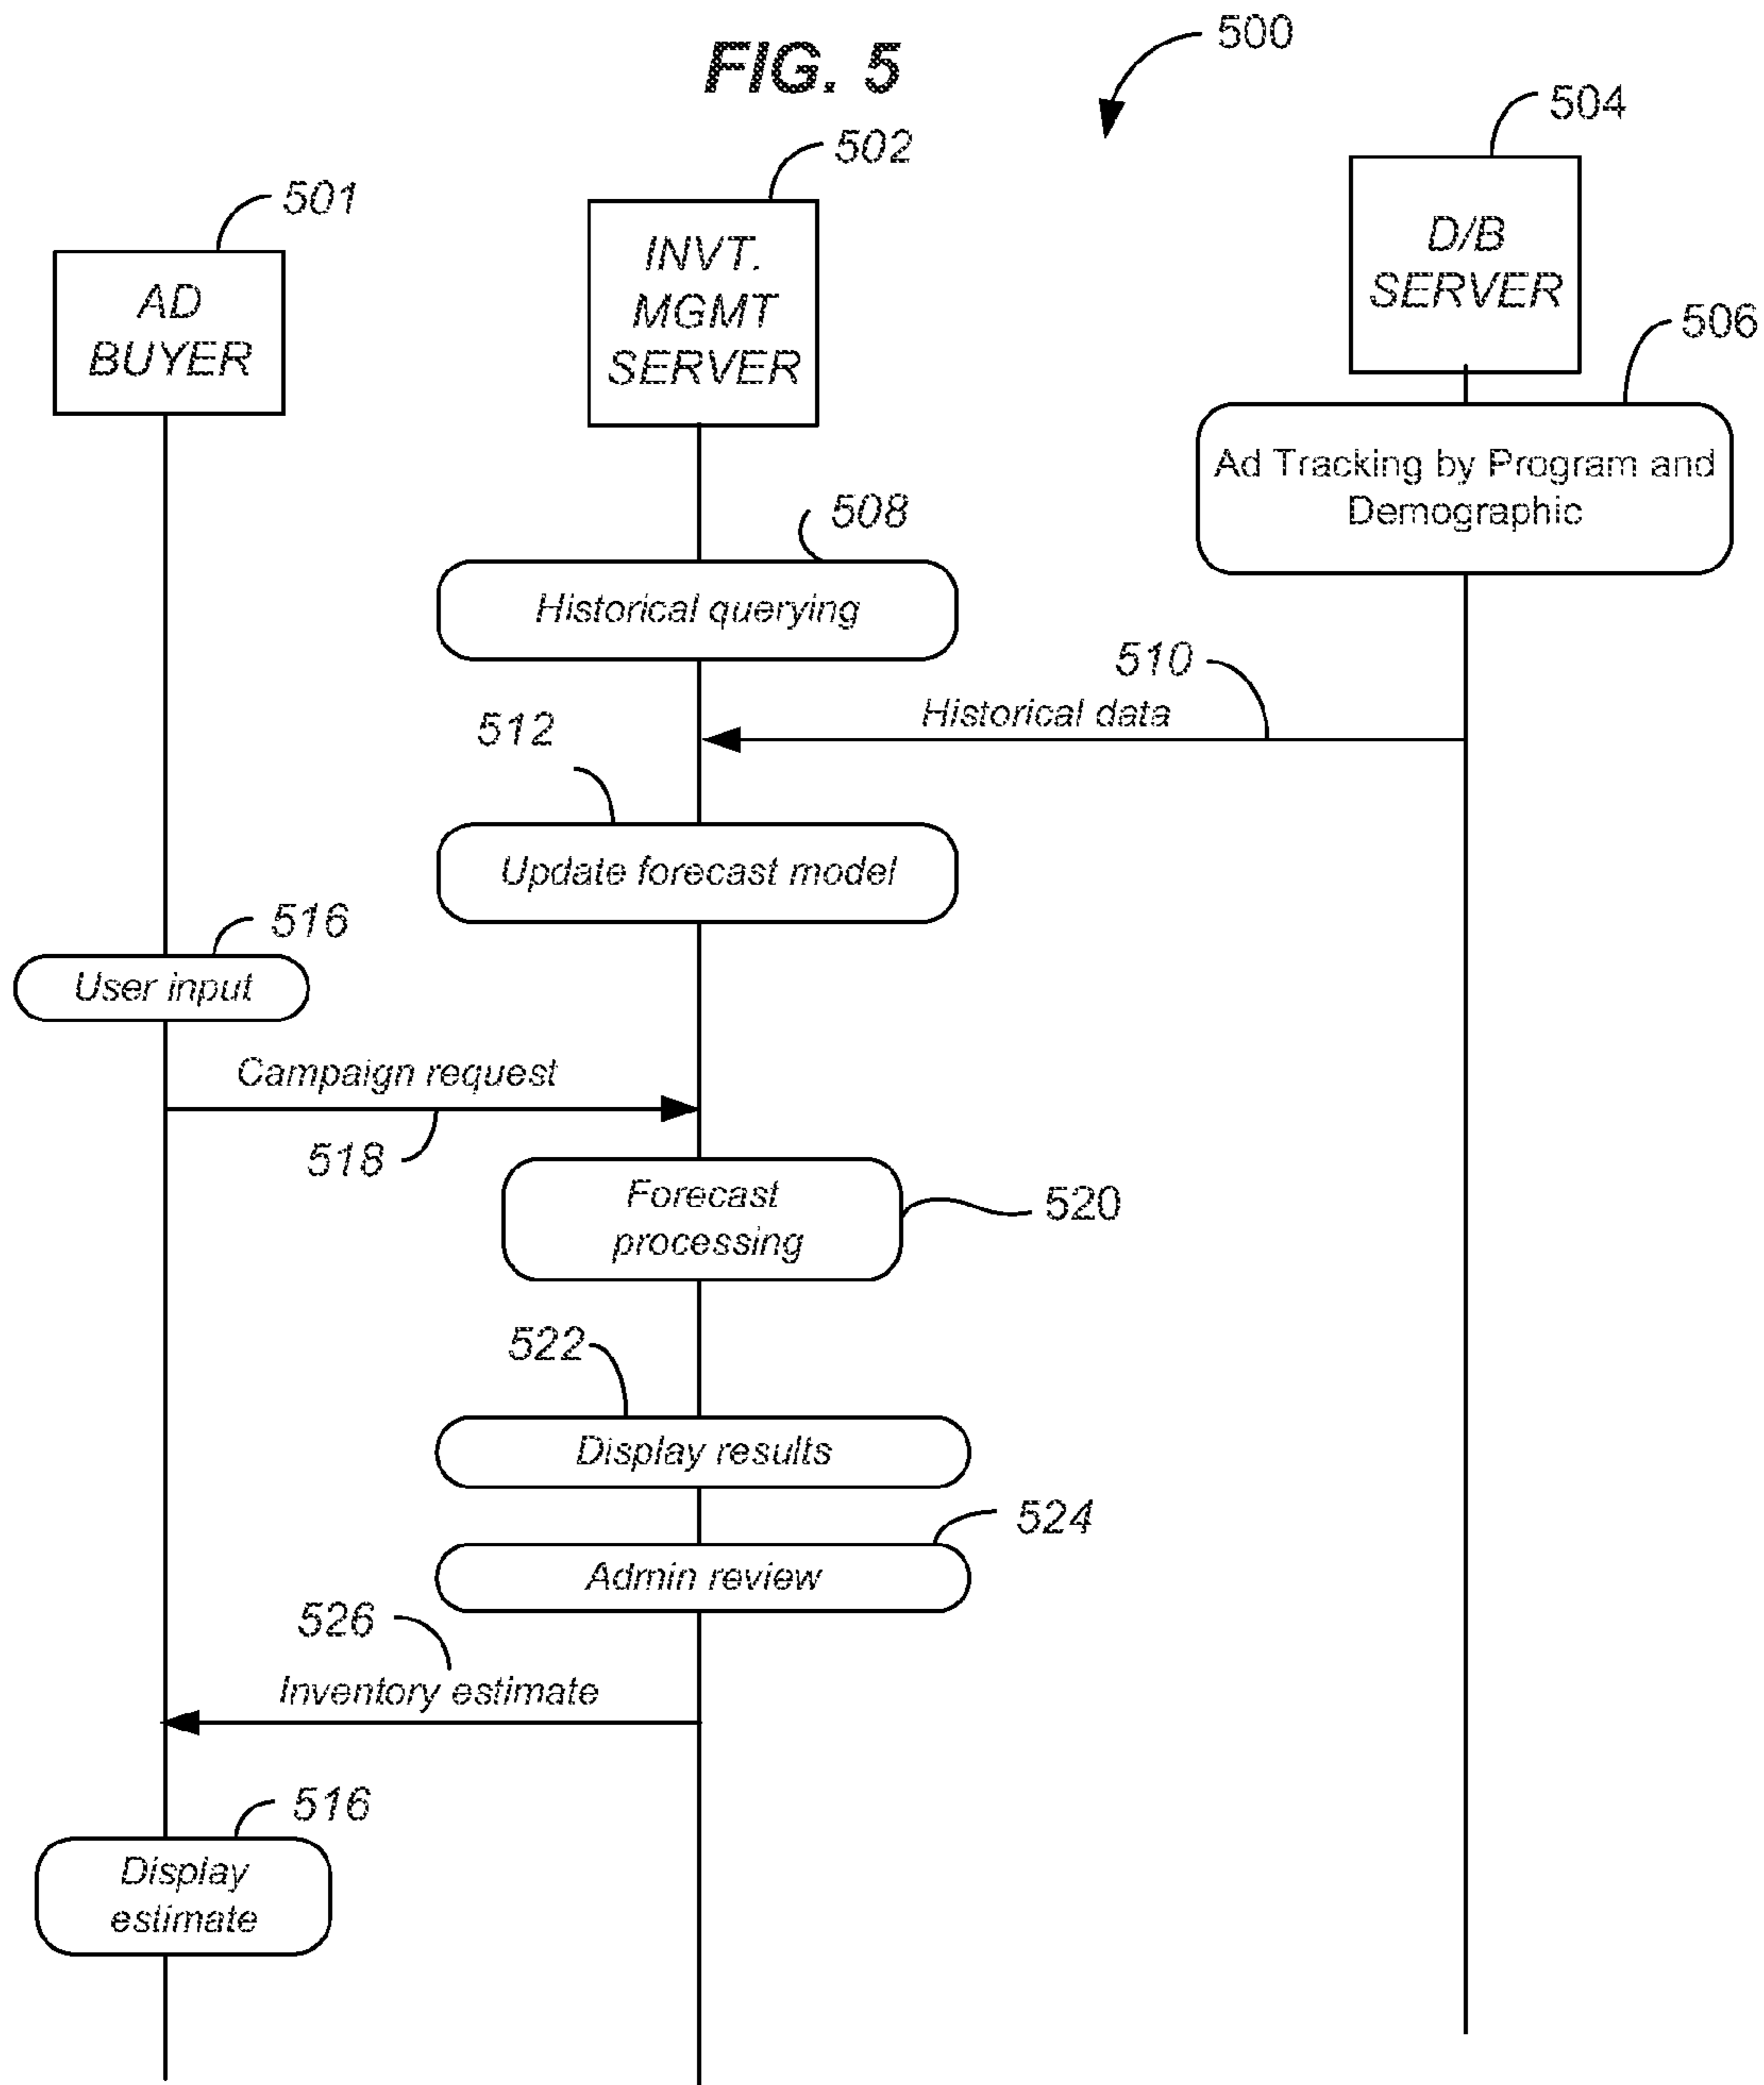 FIG. 5
500
504
502
501
D/B
SERVER
INVT.
MGMT
SERVER
AD
BUYER
506
Ad Tracking by Program and
Demographic
508
Historical querying
510
Historical data
512
Update forecast model
516
User input
Campaign request
518
Forecast
processing
520
522
Display results
524
Admin review
526
Inventory estimate
516
Display
estimate